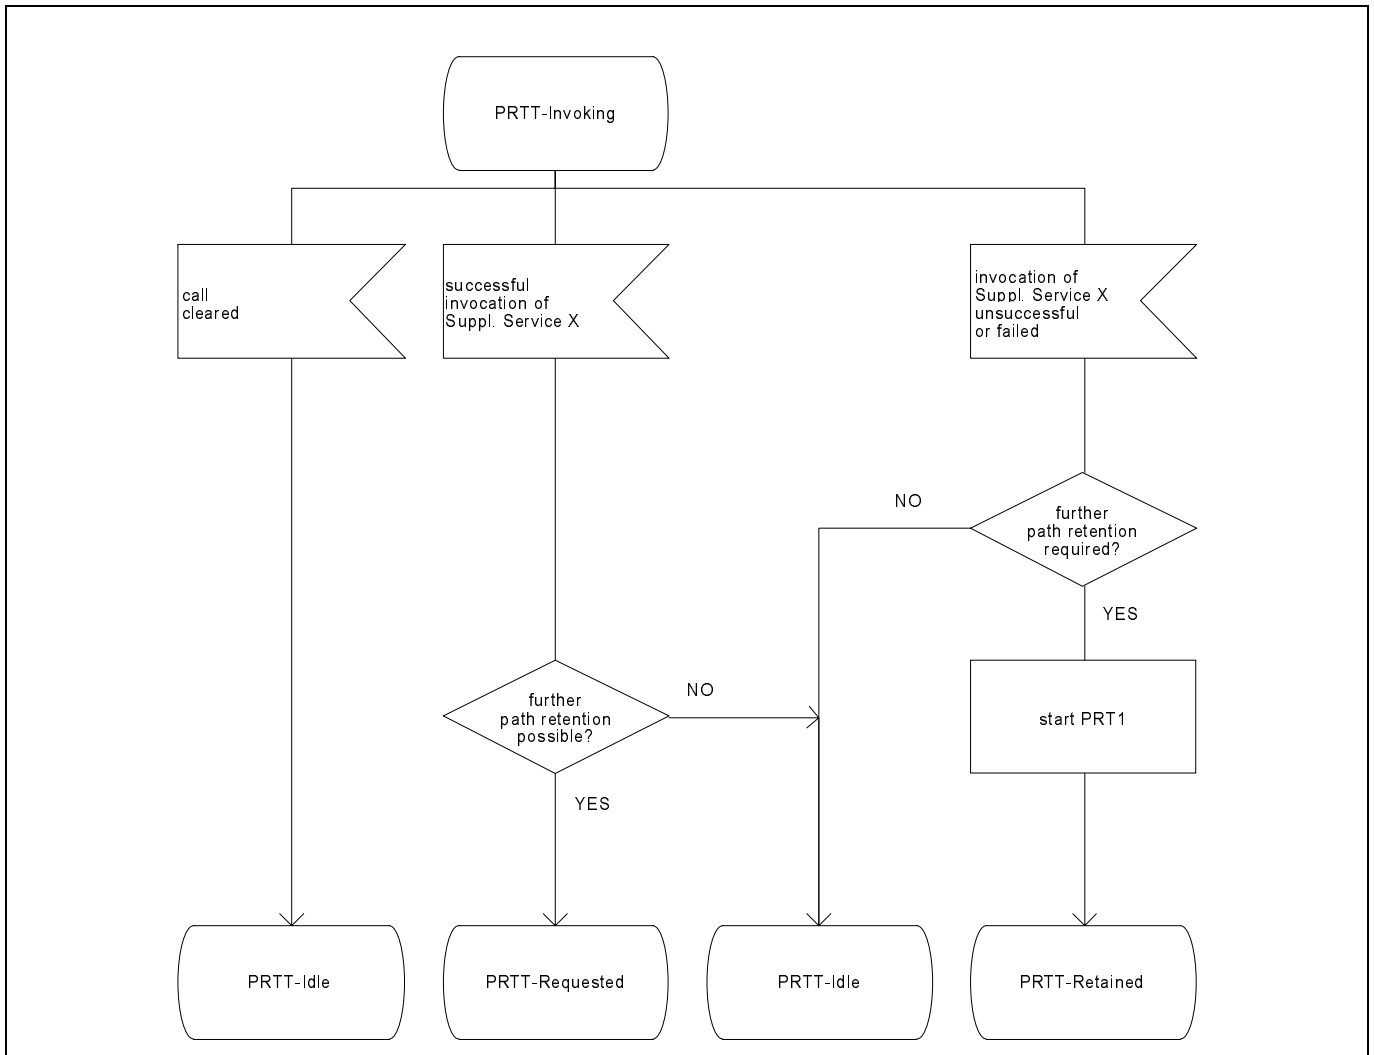 PRTT-Invoking
call
cleared
successful
invocation of
Suppl. Service X
invocation of
Suppl. Service X
unsuccessful
or failed
NO
further
path retention
required?
YES
further
path retention
possible?
NO
start PRT1
YES
PRTT-Idle
PRTT-Requested
PRTT-Idle
PRTT-Retained